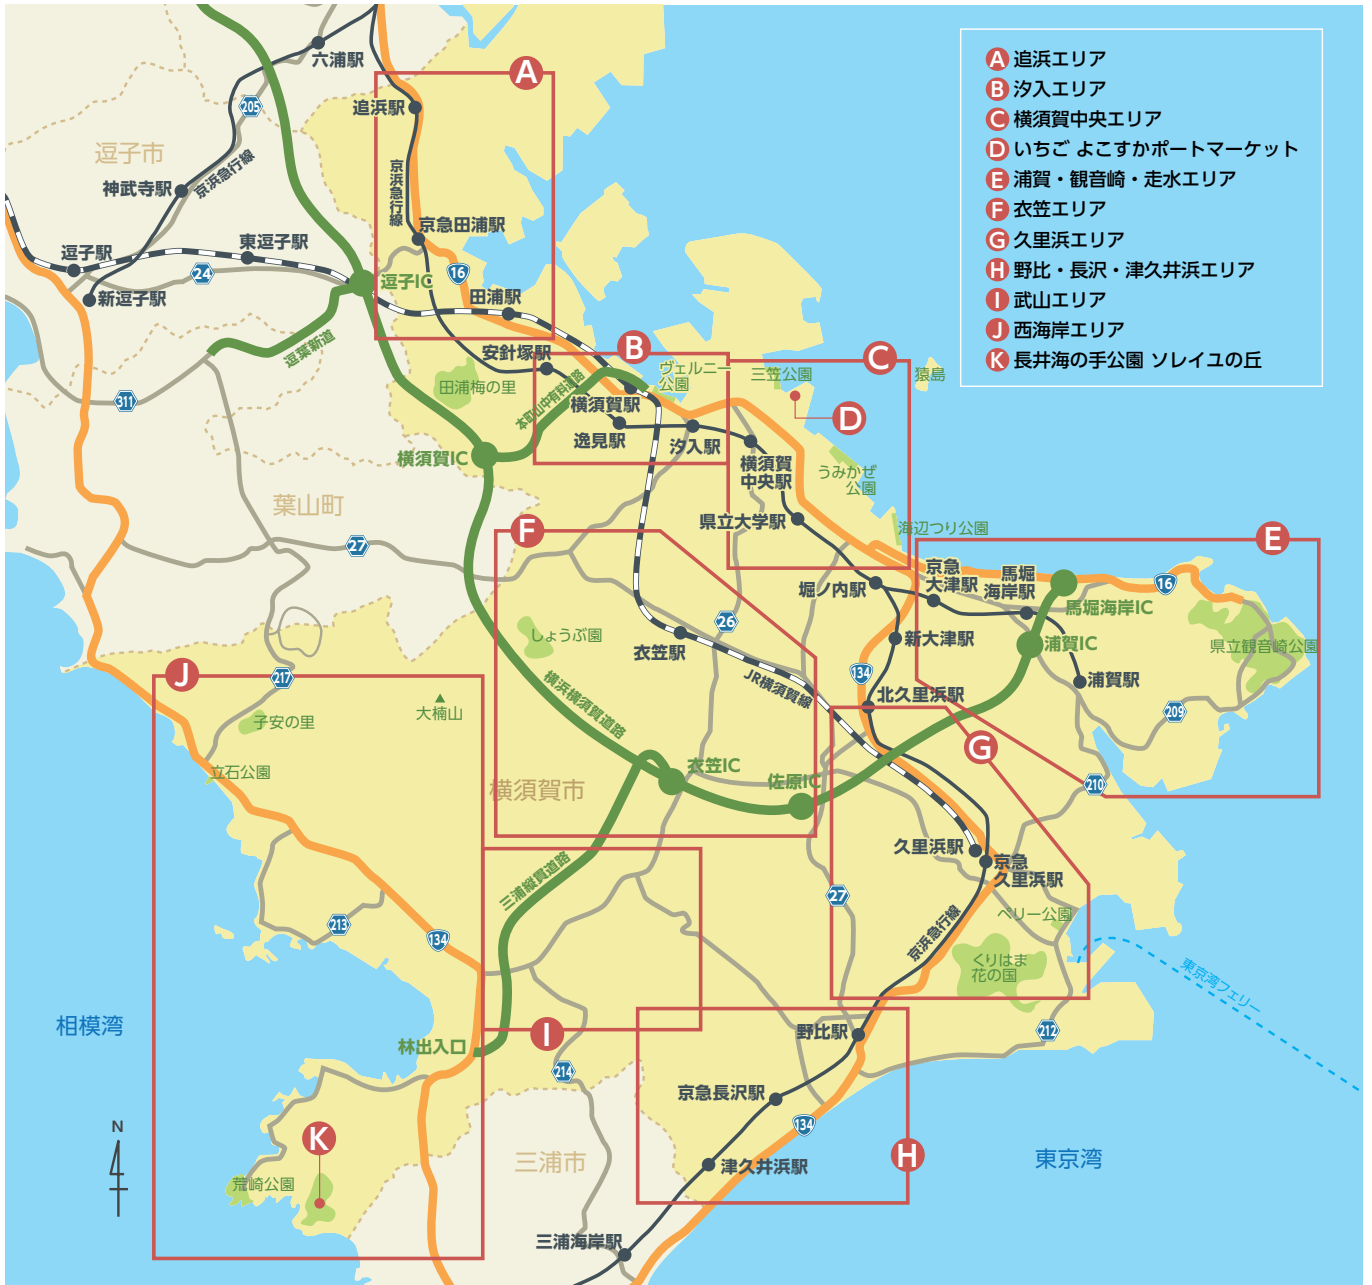 A 追浜エリア
B 汐入エリア
C 横須賀中央エリア
D いちご よこすかポートマーケット
E 浦賀・観音崎・走水エリア
F 衣笠エリア
G 久里浜エリア
H 野比・長沢・津久井浜エリア
I 武山エリア
J 西海岸エリア
K 長井海の手公園 ソレイユの丘
六浦駅
A
追浜駅
205
逗子市
京浜急行線
神武寺駅
京浜急行線
京急田浦駅
東逗子駅
逗子駅
24
16
逗子IC
新逗子駅
田浦駅
逗葉新道
B
安針塚駅
C
ヴェルニー
公園
三笠公園
猿島
田浦梅の里
本町山中有料道路
311
横須賀駅
D
逸見駅
汐入駅
横須賀IC
横須賀
中央駅
うみかぜ
公園
葉山町
県立大学駅
海辺つり公園
F
E
27
京急
大津駅
馬堀
海岸駅
16
堀ノ内駅
馬堀海岸IC
26
しょうぶ園
衣笠駅
新大津駅
浦賀IC
県立観音崎公園
J
217
JR横須賀線
134
浦賀駅
横浜横須賀道路
北久里浜駅
大楠山
子安の里
209
G
立石公園
衣笠IC
佐原IC
横須賀市
210
久里浜駅
京急
久里浜駅
三浦縦貫道路
27
ペリー公園
213
134
京浜急行線
くりはま
花の国
東京湾フェリー
相模湾
I
林出入口
野比駅
212
214
京急長沢駅
134
N
K
H
三浦市
津久井浜駅
東京湾
荒崎公園
三浦海岸駅